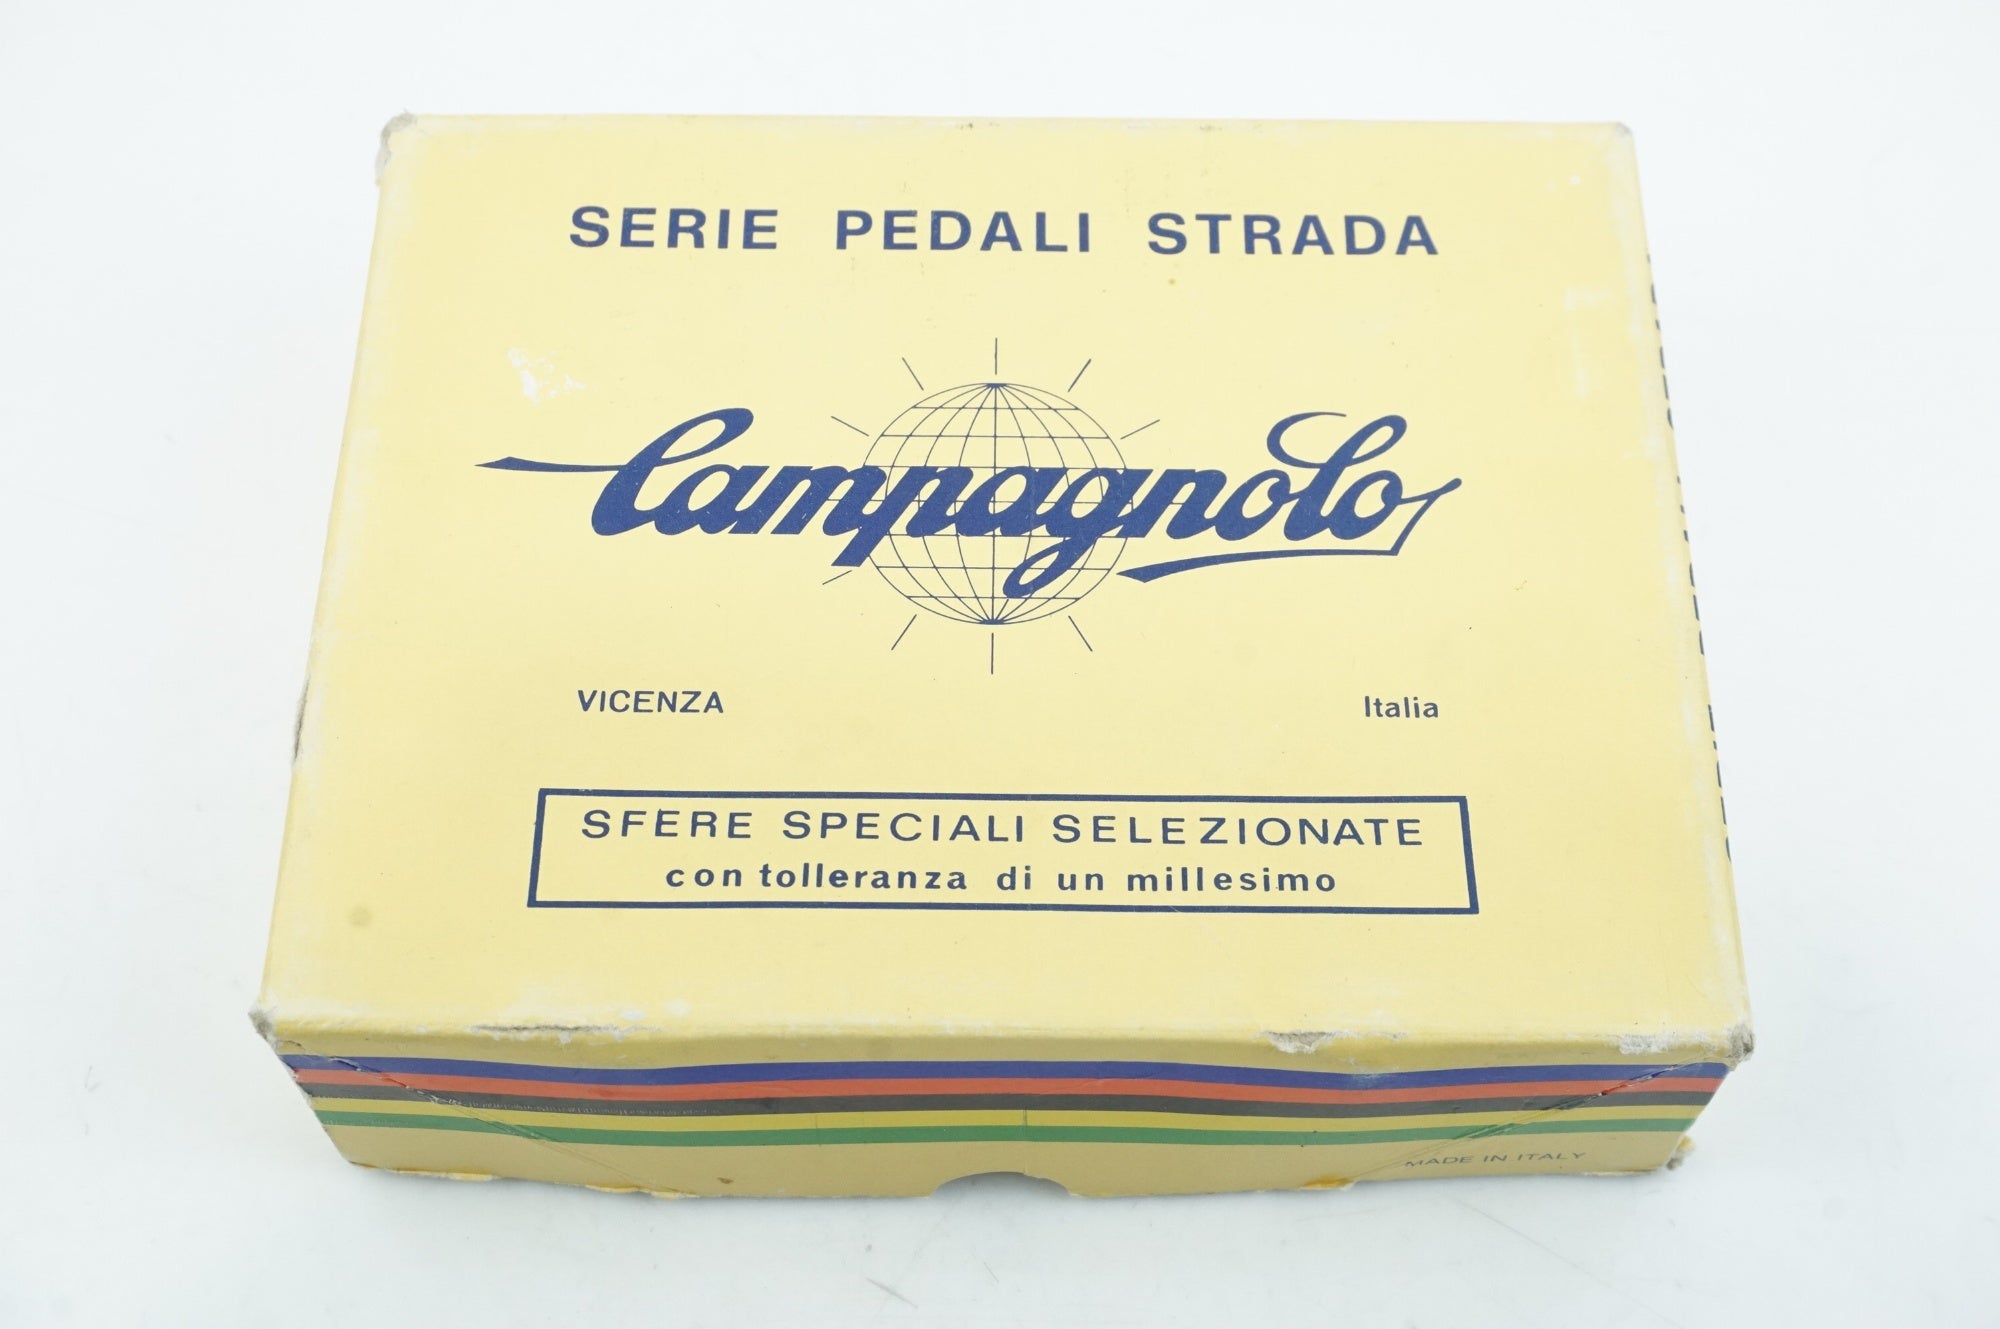 SERIE PEDALI STRADA
Campagnolo
VICENZA
Italia
SFERE SPECIALI SELEZIONATE
con tolleranza di un millesimo
MADE IN ITALY